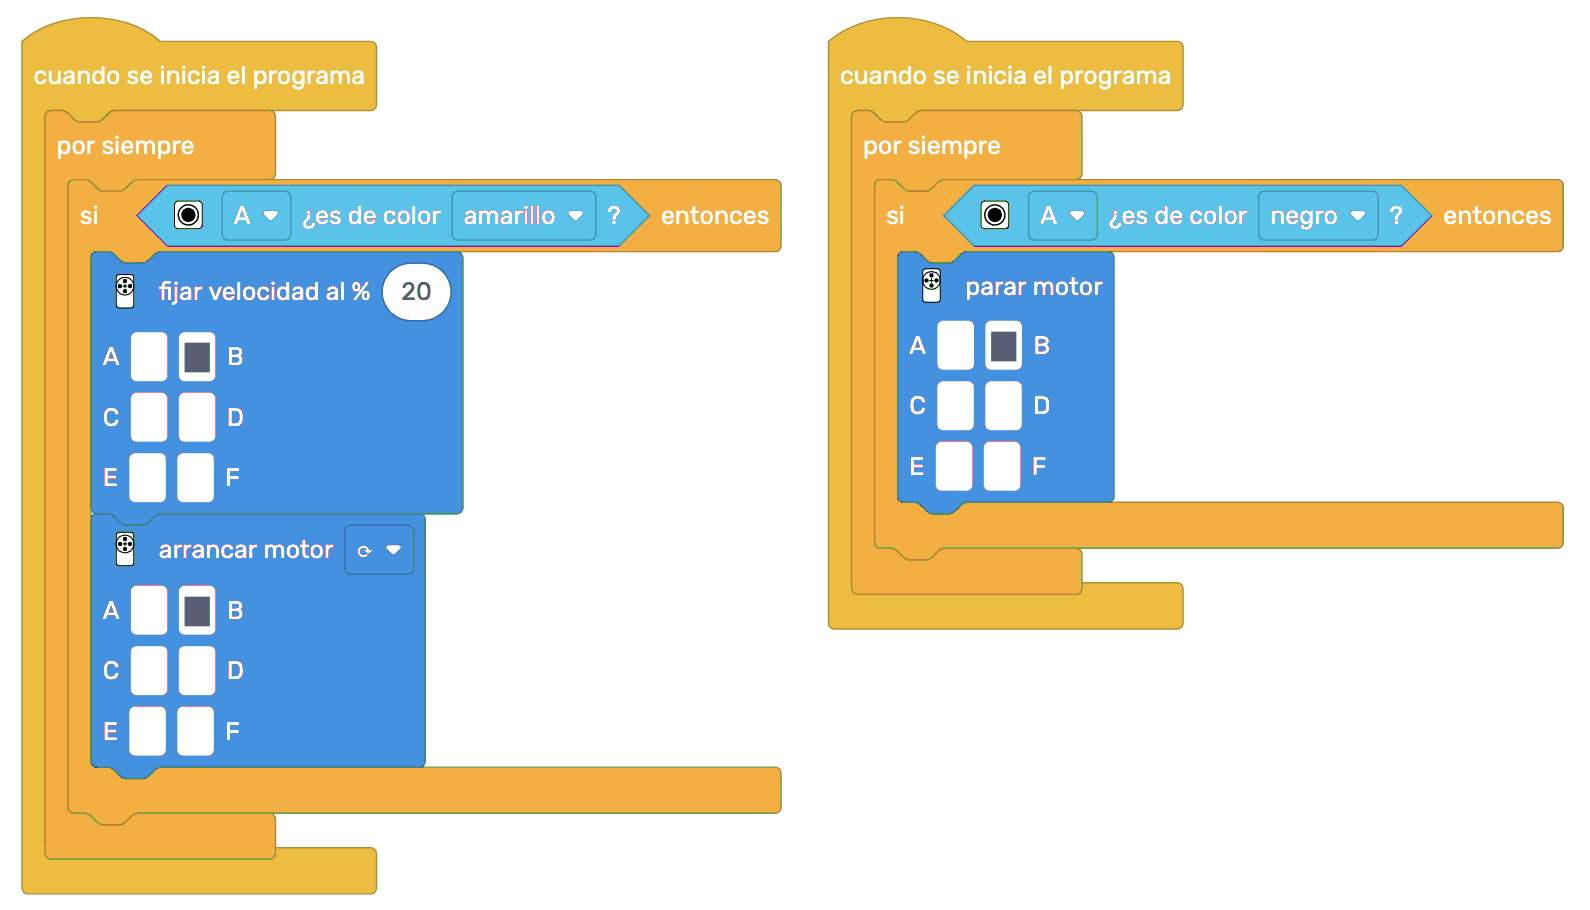 cuando se inicia el programa
por siempre
si A ¿es de color amarillo ? entonces
fijar velocidad al % 20
A B
C D
E F
arrancar motor ⟳
A B
C D
E F
cuando se inicia el programa
por siempre
si A ¿es de color negro ? entonces
parar motor
A B
C D
E F